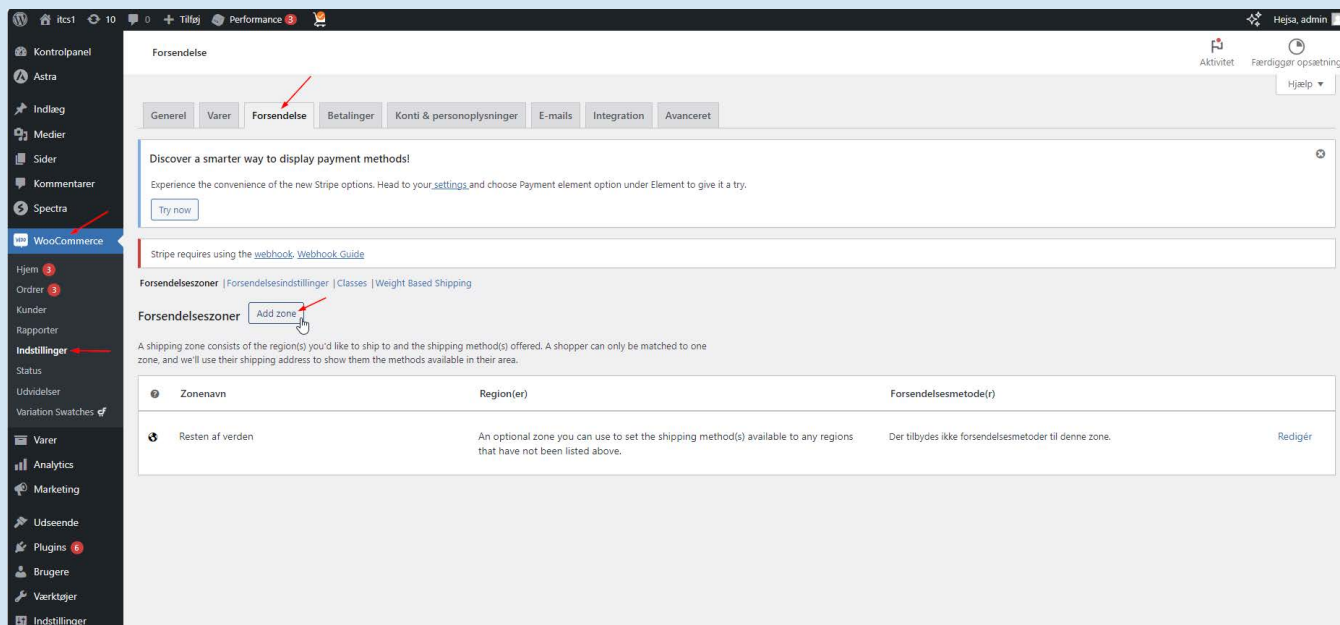 itcs1
10
0
Tilføj
Performance 3
Hejsa, admin
Kontrolpanel
Astra
Indlæg
Medier
Sider
Kommentarer
Spectra
WooCommerce
Hjem 3
Ordrer 3
Kunder
Rapporter
Indstillinger
Status
Udvidelser
Variation Swatches
Varer
Analytics
Marketing
Udseende
Plugins 6
Brugere
Værktøjer
Indstillinger
Forsendelse
Aktivitet
Færdiggør opsætning
Hjælp
Generel
Varer
Forsendelse
Betalinger
Konti & personoplysninger
E-mails
Integration
Avanceret
Discover a smarter way to display payment methods!
Experience the convenience of the new Stripe options. Head to your settings and choose Payment element option under Element to give it a try.
Try now
Stripe requires using the webhook. Webhook Guide
Forsendelseszoner | Forsendelsesindstillinger | Classes | Weight Based Shipping
Forsendelseszoner
Add zone
A shipping zone consists of the region(s) you'd like to ship to and the shipping method(s) offered. A shopper can only be matched to one
zone, and we'll use their shipping address to show them the methods available in their area.
Zonenavn
Region(er)
Forsendelsesmetode(r)
Resten af verden
An optional zone you can use to set the shipping method(s) available to any regions
that have not been listed above.
Der tilbydes ikke forsendelsesmetoder til denne zone.
Redigér